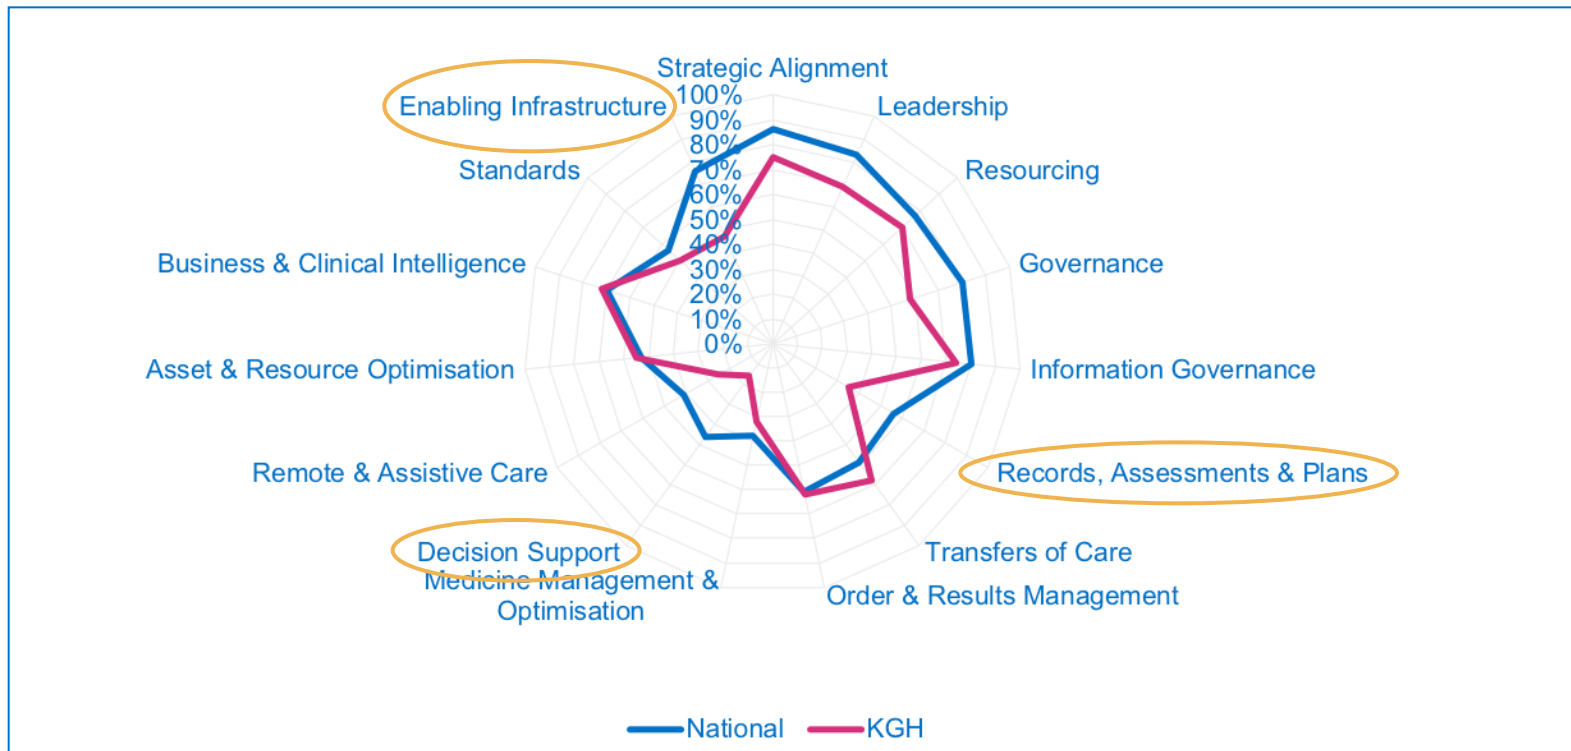 Strategic Alignment
Enabling Infrastructure
100%
Leadership
90%
80%
Standards
70%
Resourcing
60%
50%
40%
Business & Clinical Intelligence
30%
Governance
20%
10%
0%
Asset & Resource Optimisation
Information Governance
Remote & Assistive Care
Records, Assessments & Plans
Decision Support
Transfers of Care
Medicine Management &
Optimisation
Order & Results Management
National
KGH